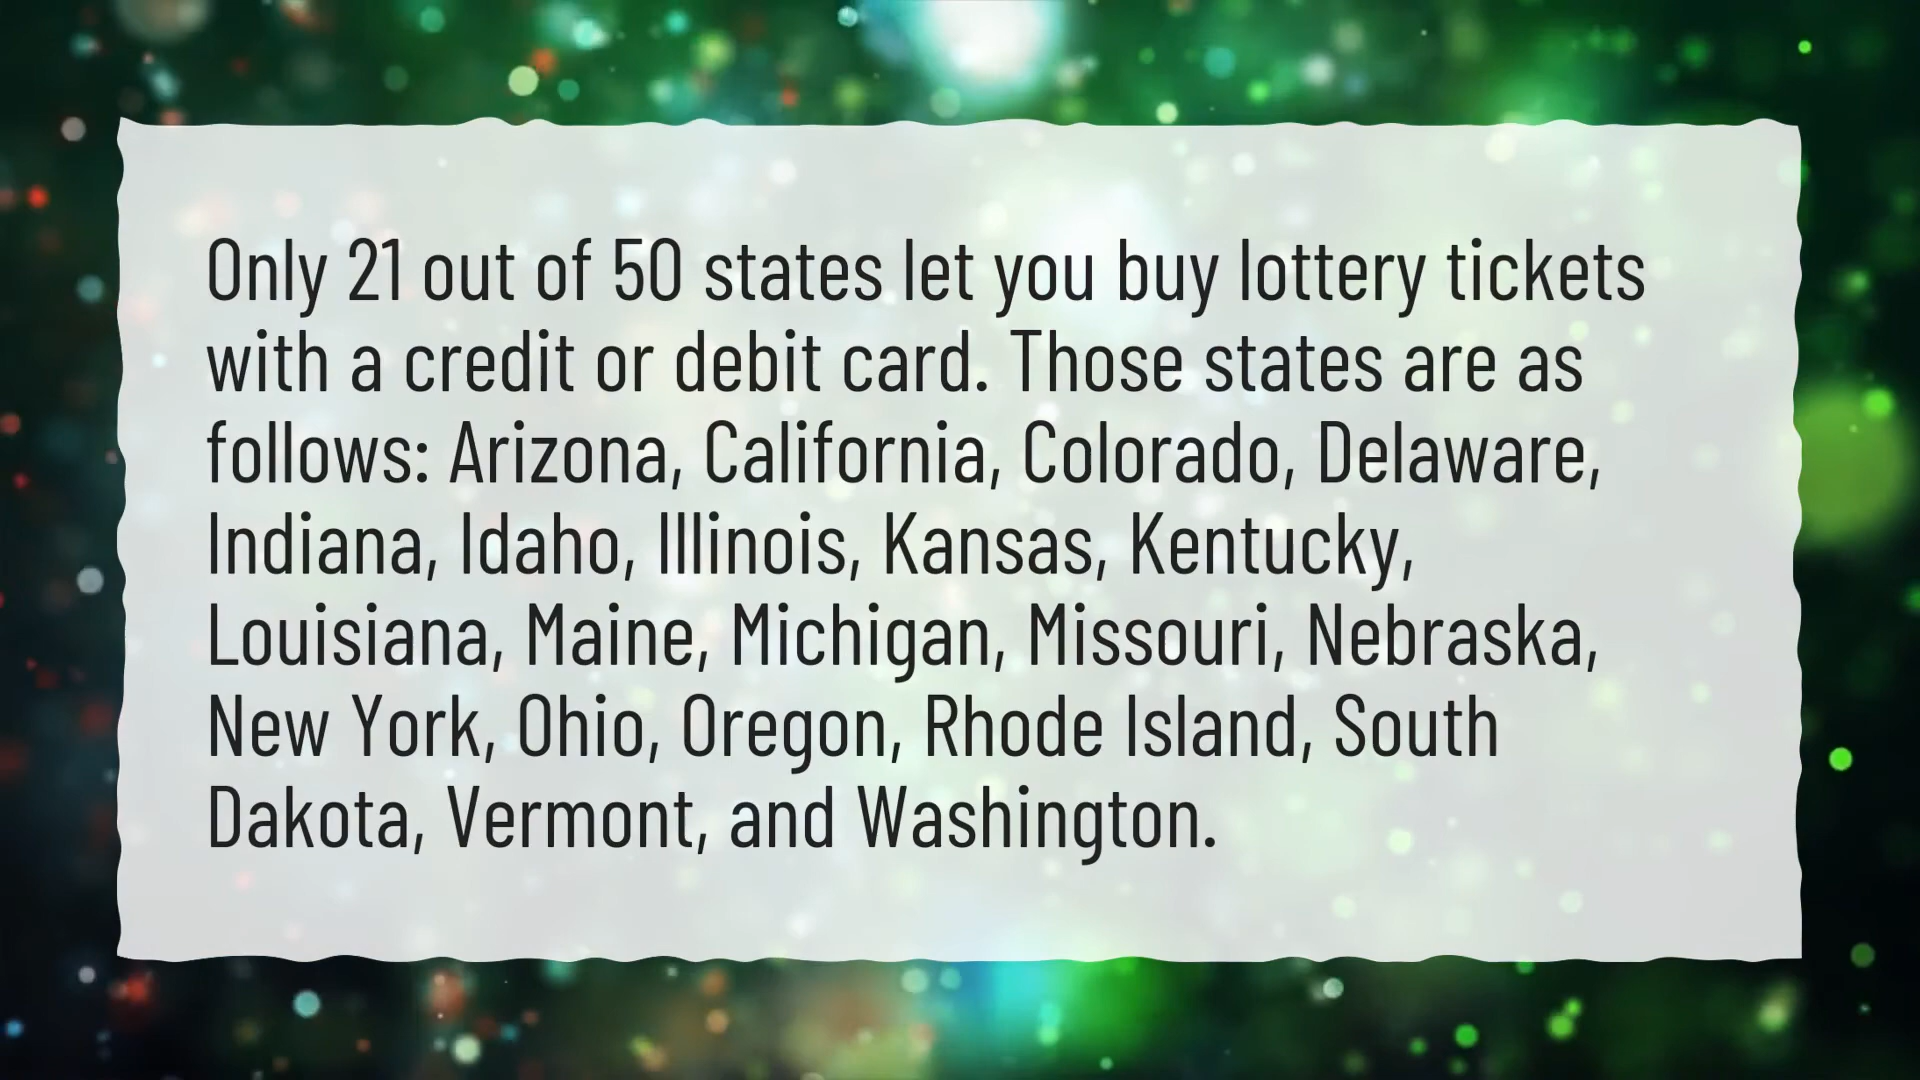 Only 21 out of 50 states let you buy lottery tickets
with a credit or debit card. Those states are as
follows: Arizona, California, Colorado, Delaware,
Indiana, Idaho, Illinois, Kansas, Kentucky,
Louisiana, Maine, Michigan, Missouri, Nebraska,
New York, Ohio, Oregon, Rhode Island, South
Dakota, Vermont, and Washington.